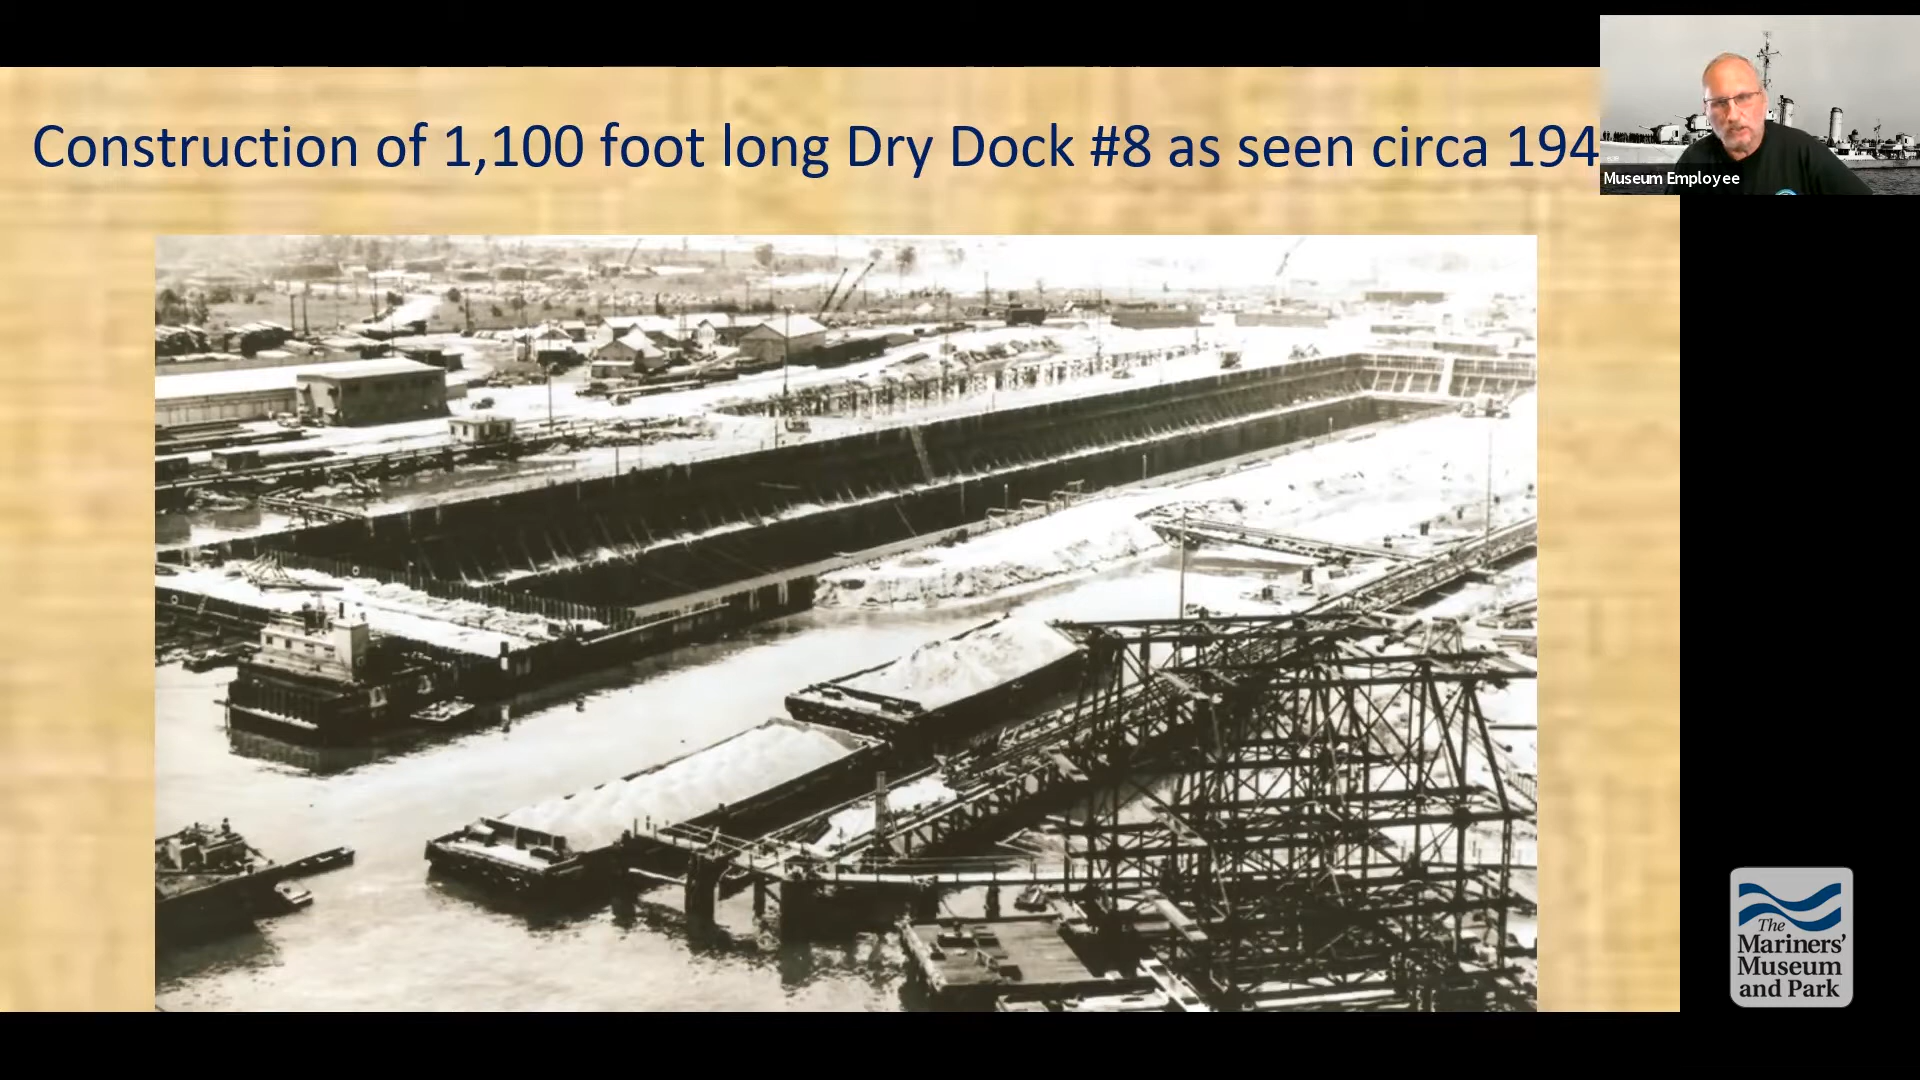 Construction of 1,100 foot long Dry Dock #8 as seen circa 194
Museum Employee
The
Mariners'
Museum
and Park